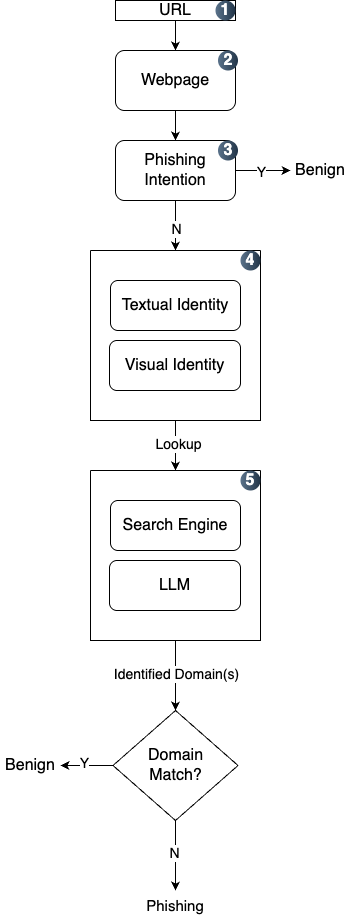 URL 1
2
Webpage
3
Phishing
Intention
Y
Benign
N
4
Textual Identity
Visual Identity
Lookup
5
Search Engine
LLM
Identified Domain(s)
Domain
Match?
Benign
Y
N
Phishing